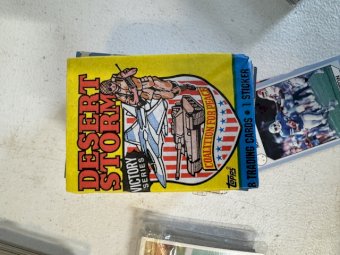 DESERT
STORM
VICTORY
SERIES
COALITION FOR PEACE
TOPPS
8 TRADING CARDS • 1 STICKER